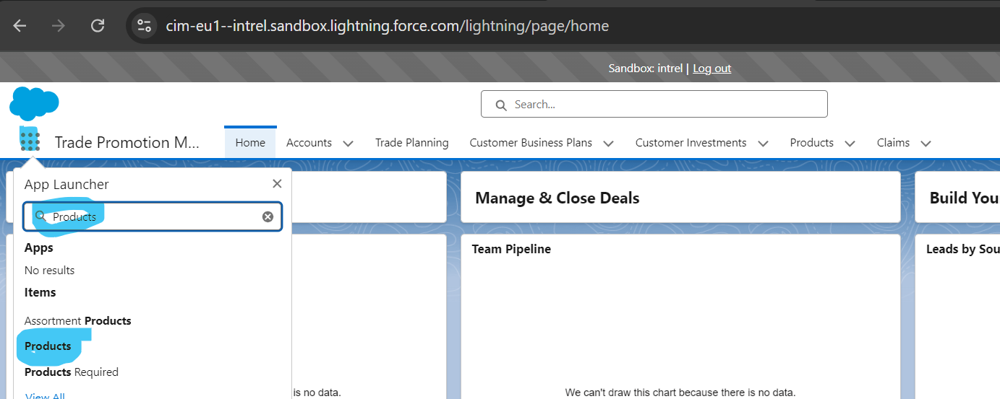 cim-eu1--intrel.sandbox.lightning.force.com/lightning/page/home
Sandbox: intrel | Log out
Search...
Trade Promotion M... Home Accounts Trade Planning Customer Business Plans Customer Investments Products Claims
App Launcher
Products
Apps
No results
Items
Assortment Products
Products
Products Required
View All
is no data.
Manage & Close Deals
Team Pipeline
We can't draw this chart because there is no data.
Build You
Leads by Sou